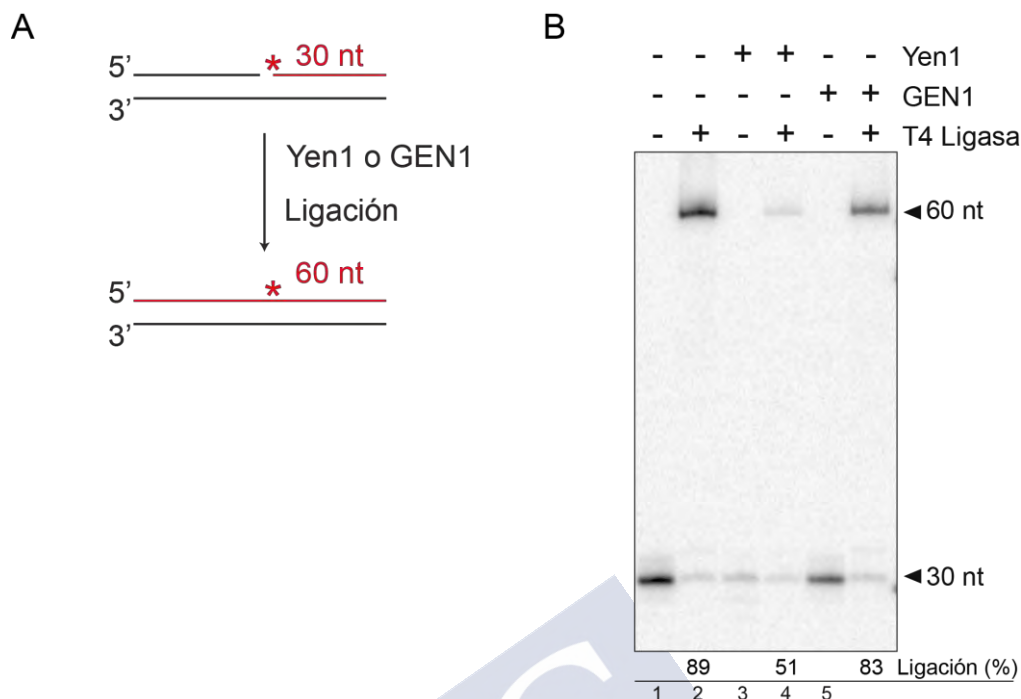 A
5’ * 30 nt
3’
Yen1 o GEN1
Ligación
5’ * 60 nt
3’
B
- - + + - - Yen1
- - - - + + GEN1
- + - + - + T4 Ligasa
◄ 60 nt
◄ 30 nt
89 51 83 Ligación (%)
1 2 3 4 5